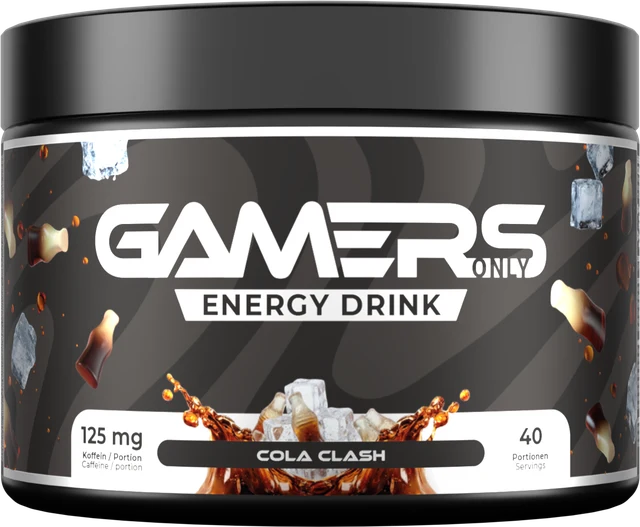 GAMERS
ONLY
ENERGY DRINK
125 mg
Koffein / Portion
Caffeine / portion
COLA CLASH
40
Portionen
Servings